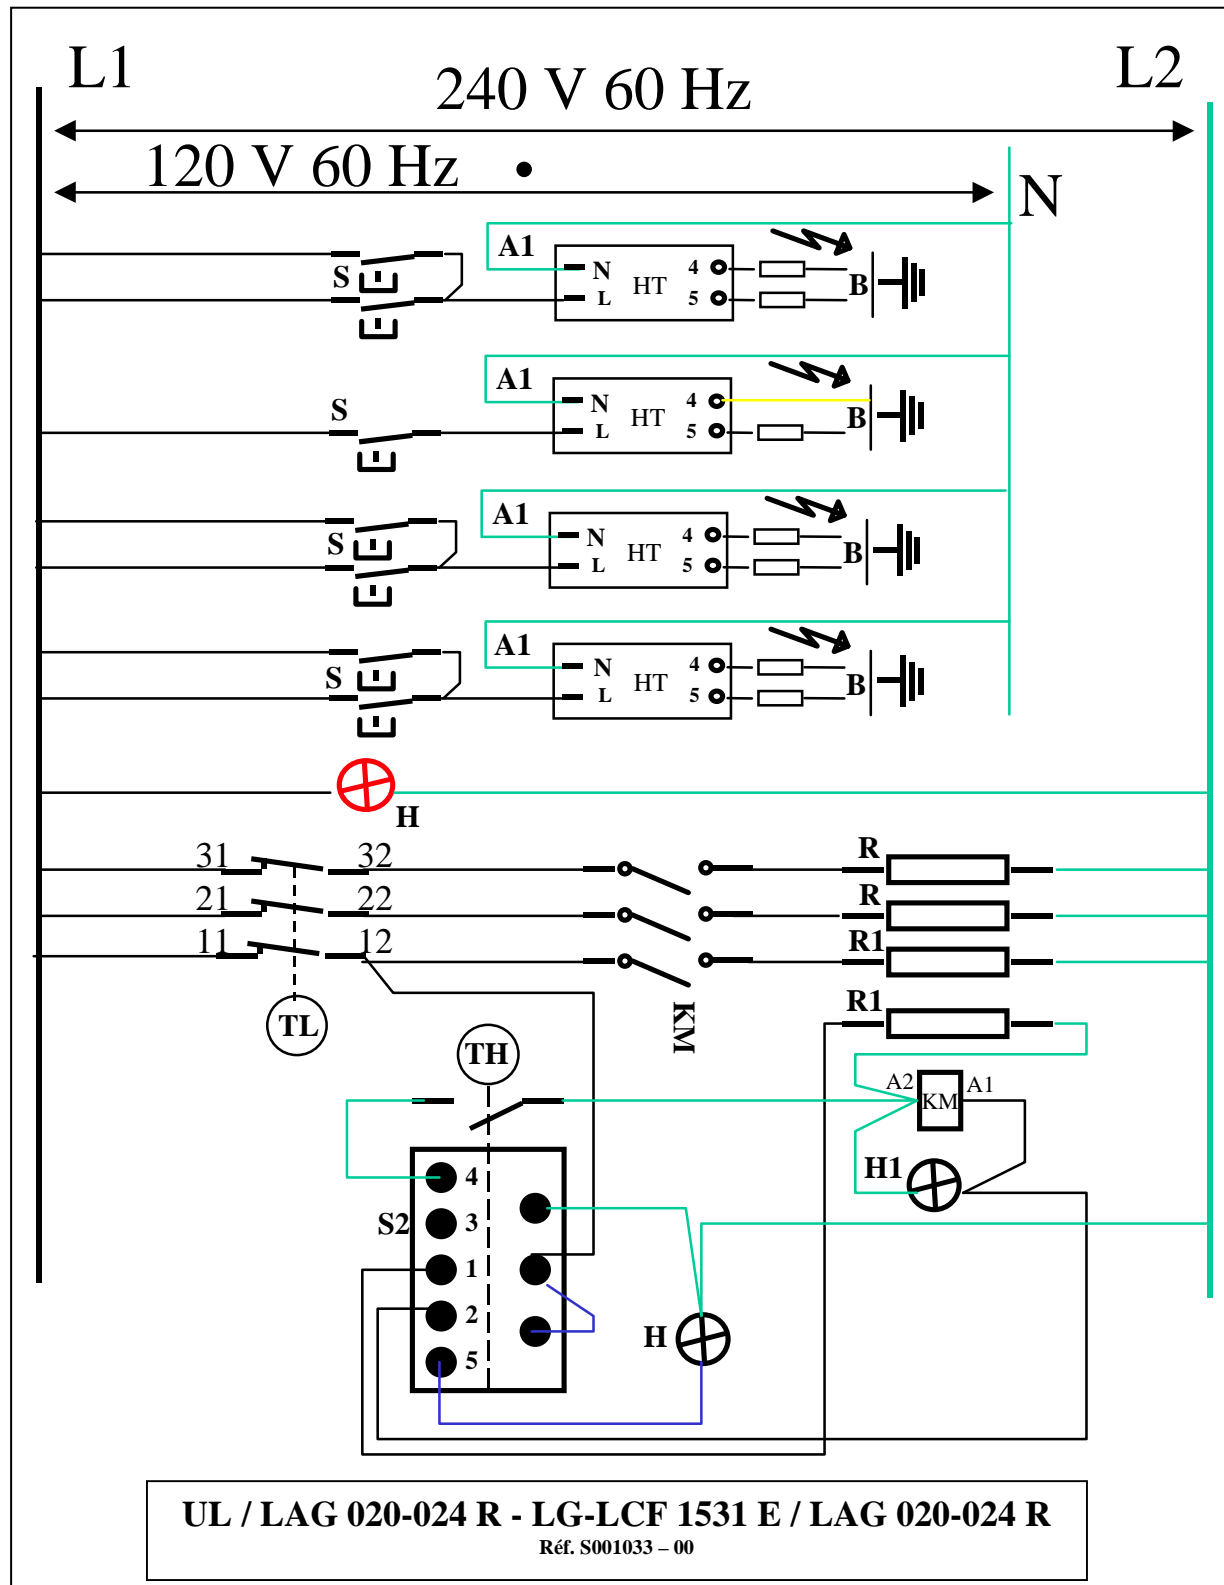 L1 L2
240 V 60 Hz
120 V 60 Hz •
N
A1
S N HT 4 B
L 5
A1
S N HT 4 B
L 5
A1
S N HT 4 B
L 5
A1
S N HT 4 B
L 5
H
31 32 R
21 22 R
11 12 R1
R1
TL KM
TH
A2 KM A1
H1
4
S2 3
1
2
5
H
UL / LAG 020-024 R - LG-LCF 1531 E / LAG 020-024 R
Réf. S001033 – 00